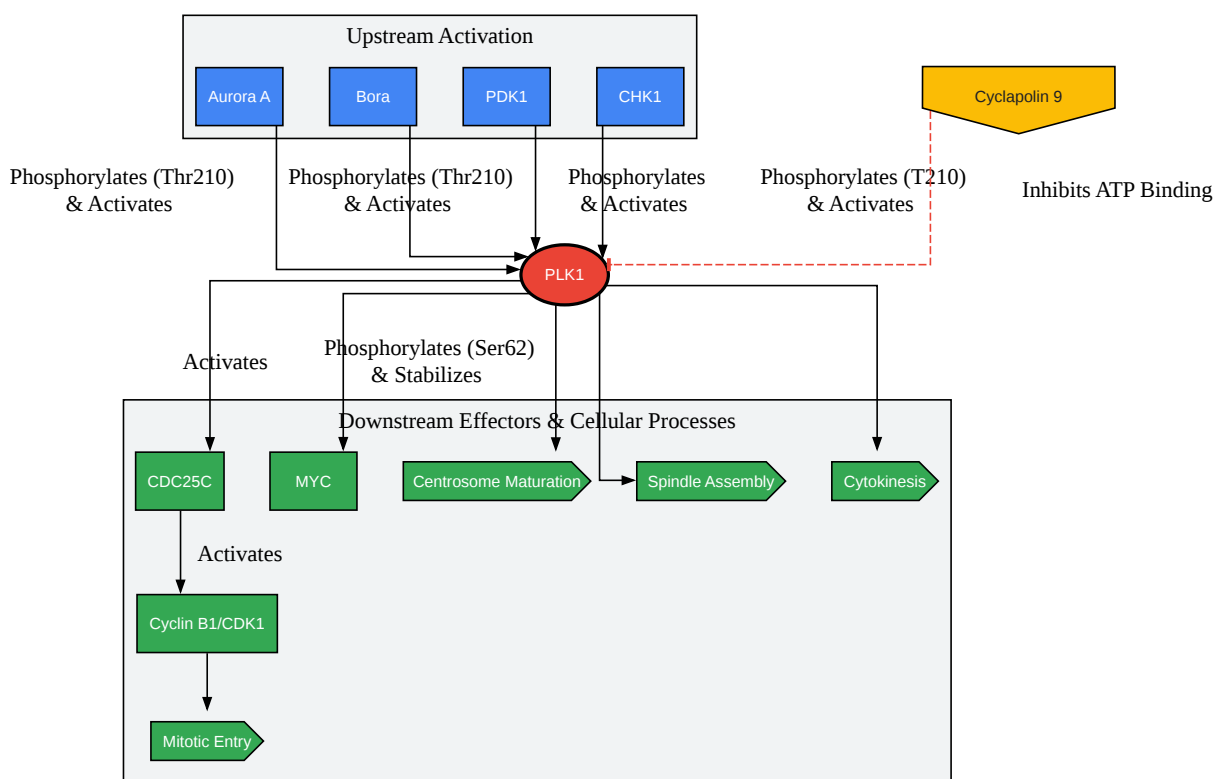 Upstream Activation
Aurora A
Bora
PDK1
CHK1
Cyclapolin 9
Phosphorylates (Thr210)
& Activates
Phosphorylates (Thr210)
& Activates
Phosphorylates
& Activates
Phosphorylates (T210)
& Activates
Inhibits ATP Binding
PLK1
Activates
Phosphorylates (Ser62)
& Stabilizes
Downstream Effectors & Cellular Processes
CDC25C
MYC
Centrosome Maturation
Spindle Assembly
Cytokinesis
Activates
Cyclin B1/CDK1
Mitotic Entry